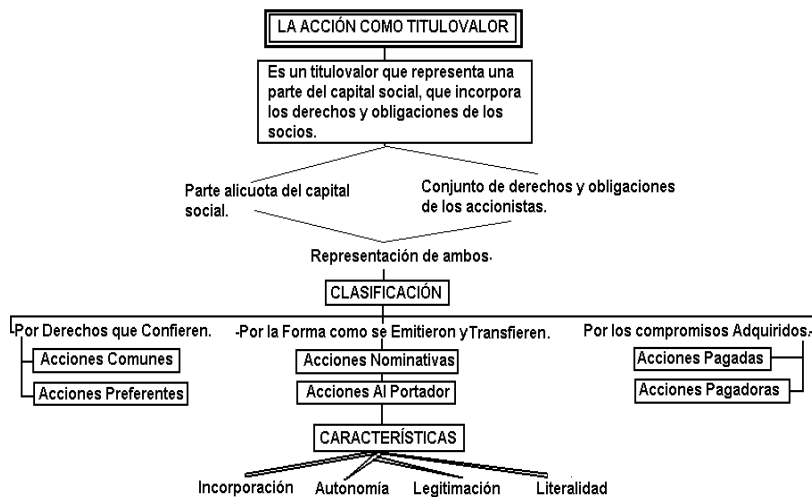 LA ACCIÓN COMO TITULOVALOR
Es un titulovalor que representa una
parte del capital social, que incorpora
los derechos y obligaciones de los
socios.
Parte alicuota del capital
social.
Conjunto de derechos y obligaciones
de los accionistas.
Representación de ambos.
CLASIFICACIÓN
Por Derechos que Confieren.
-Por la Forma como se Emitieron y Transfieren.
Por los compromisos Adquiridos.
Acciones Comunes
Acciones Preferentes
Acciones Nominativas
Acciones Al Portador
Acciones Pagadas
Acciones Pagadoras
CARACTERÍSTICAS
Incorporación
Autonomía
Legitimación
Literalidad